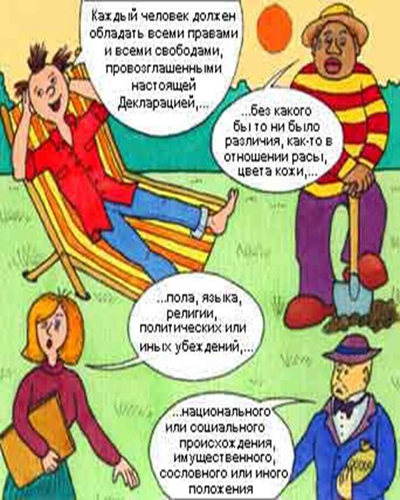 Каждый человек должен
обладать всеми правами
и всеми свободами,
провозглашенными
настоящей
Декларацией,...
...без какого
бы то ни было
различия, как-то в
отношении расы,
цвета кожи,...
...пола, языка,
религии,
политических или
иных убеждений,...
...национального
или социального
происхождения,
имущественного,
сословного или иного
положения